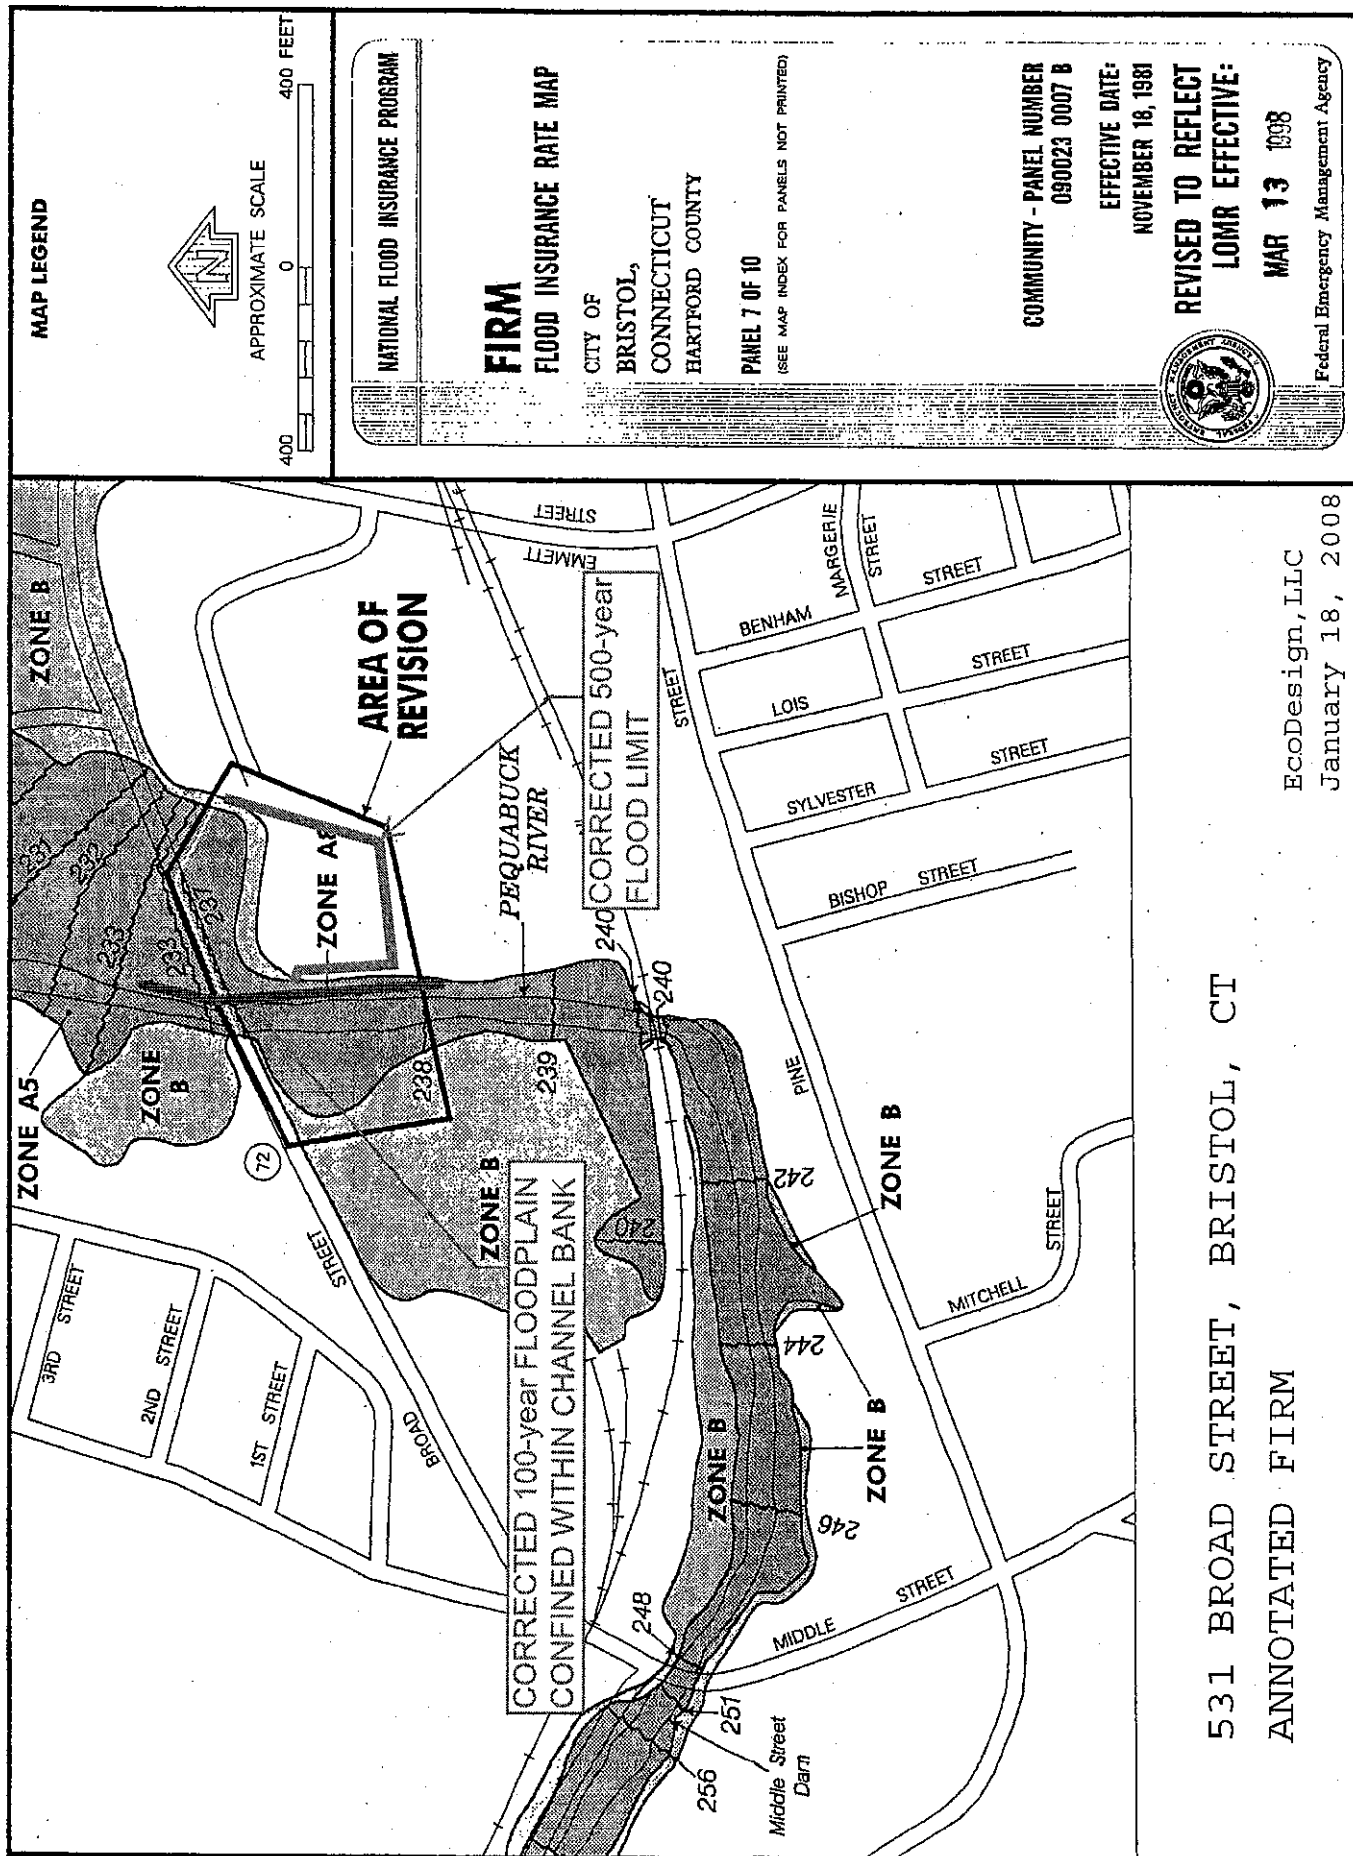 MAP LEGEND
APPROXIMATE SCALE
400
0
400 FEET
NATIONAL FLOOD INSURANCE PROGRAM
FIRM
FLOOD INSURANCE RATE MAP
CITY OF
BRISTOL,
CONNECTICUT
HARTFORD COUNTY
PANEL 7 OF 10
(SEE MAP INDEX FOR PANELS NOT PRINTED)
COMMUNITY - PANEL NUMBER
090023 0007 B
EFFECTIVE DATE:
NOVEMBER 18, 1981
REVISED TO REFLECT
LOMR EFFECTIVE:
MAR 13 1998
Federal Emergency Management Agency
ZONE A5
ZONE
B
ZONE B
231
232
233
233
237
ZONE A8
AREA OF
REVISION
EMMETT
STREET
PEQUABUCK
RIVER
CORRECTED 500-year
FLOOD LIMIT
72
238
239
240
240
240
ZONE B
CORRECTED 100-year FLOODPLAIN
CONFINED WITHIN CHANNEL BANK
3RD STREET
2ND STREET
1ST STREET
BROAD STREET
242
244
246
248
251
256
Middle Street
Dam
ZONE B
ZONE B
ZONE B
MIDDLE STREET
MITCHELL STREET
PINE STREET
BISHOP STREET
SYLVESTER STREET
LOIS STREET
BENHAM STREET
MARGERIE STREET
531 BROAD STREET, BRISTOL, CT
ANNOTATED FIRM
EcoDesign, LLC
January 18, 2008